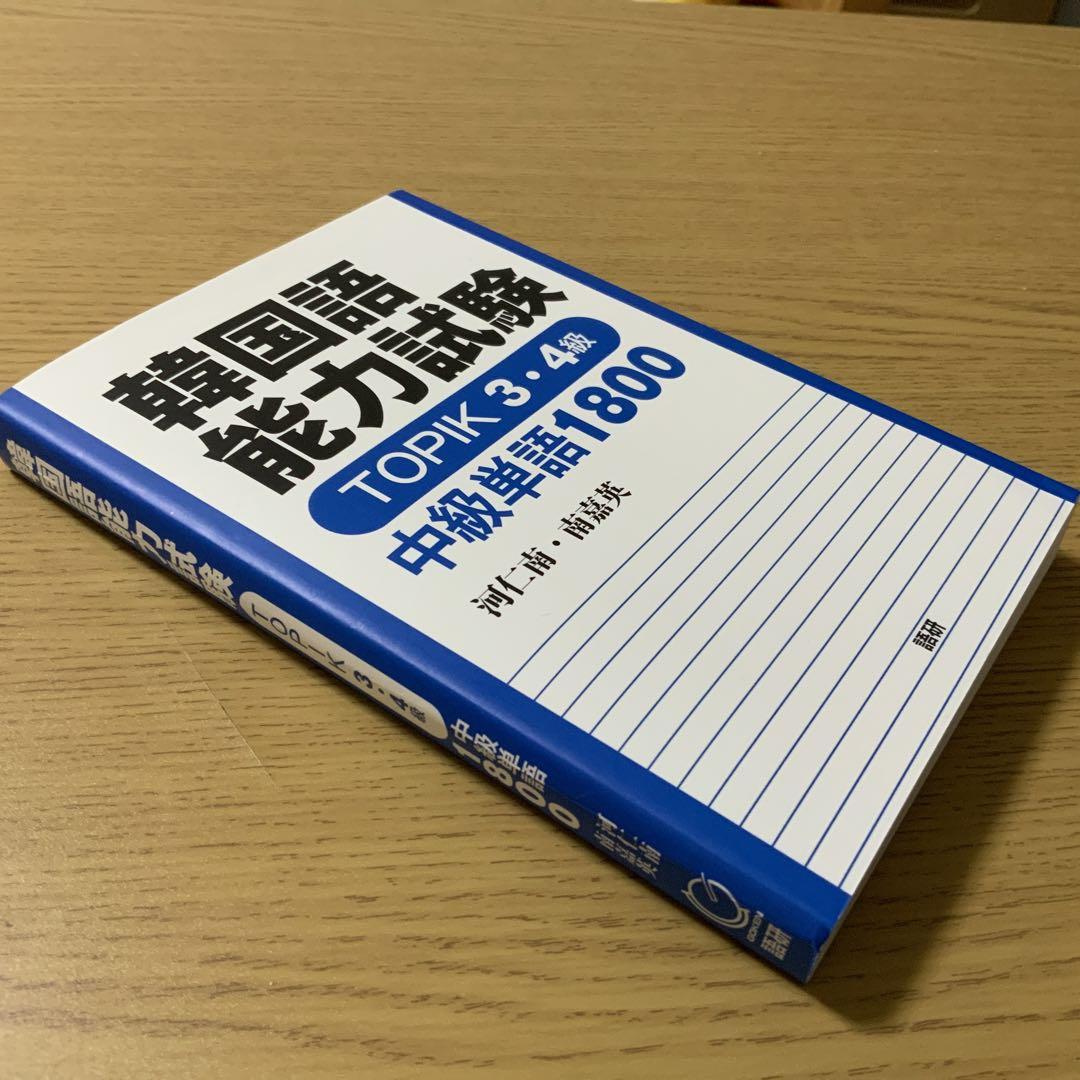 韓国語
能力試験
TOPIK 3・4級
中級単語1800
河仁南・南嘉英
語研
韓国語能力試験
TOPIK 3・4級
中級単語
1800
河仁南
南嘉英
GOKEN
語研